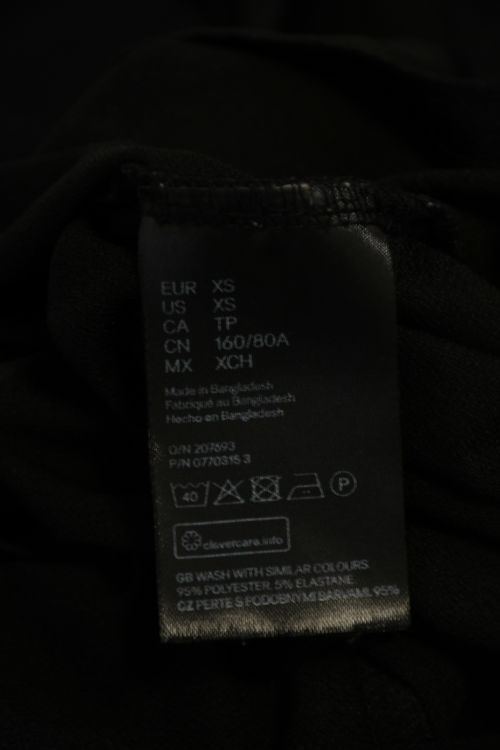 EUR XS
US XS
CA TP
CN 160/80A
MX XCH
Made in Bangladesh
Fabriqué au Bangladesh
Hecho en Bangladesh
O/N 207693
P/N 0770315 3
40
P
clevercare.info
GB WASH WITH SIMILAR COLOURS
95% POLYESTER, 5% ELASTANE
CZ PERTE S PODOBNÝMI BARVAMI, 95%